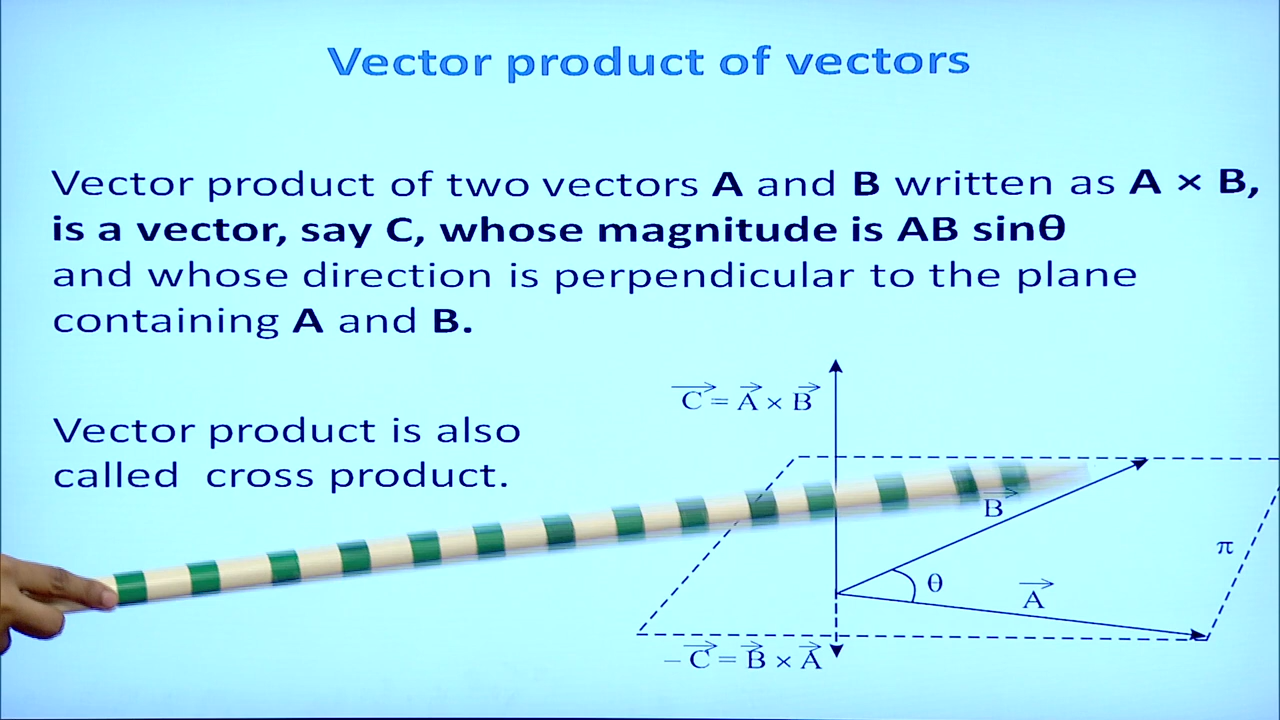 Vector product of vectors
Vector product of two vectors A and B written as A × B,
is a vector, say C, whose magnitude is AB sinθ
and whose direction is perpendicular to the plane
containing A and B.
Vector product is also
called cross product.
C⃗ = A⃗ × B⃗
B⃗
π
θ
A⃗
−C⃗ = B⃗ × A⃗